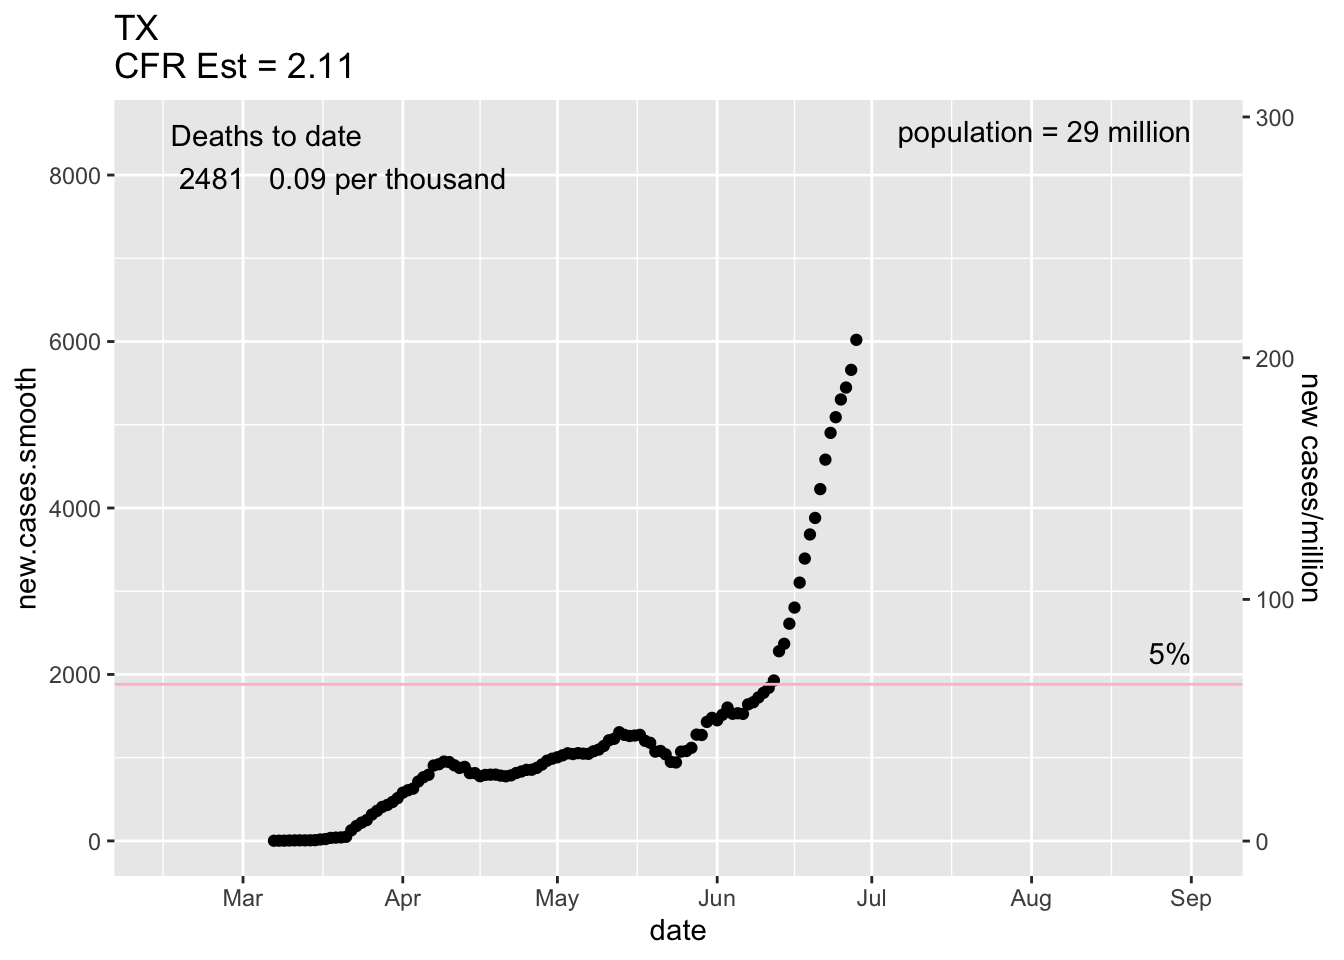 TX
CFR Est = 2.11
Deaths to date
2481 0.09 per thousand
population = 29 million
5%
new.cases.smooth
8000
6000
4000
2000
0
300
200
100
0
new cases/million
Mar Apr May Jun Jul Aug Sep
date